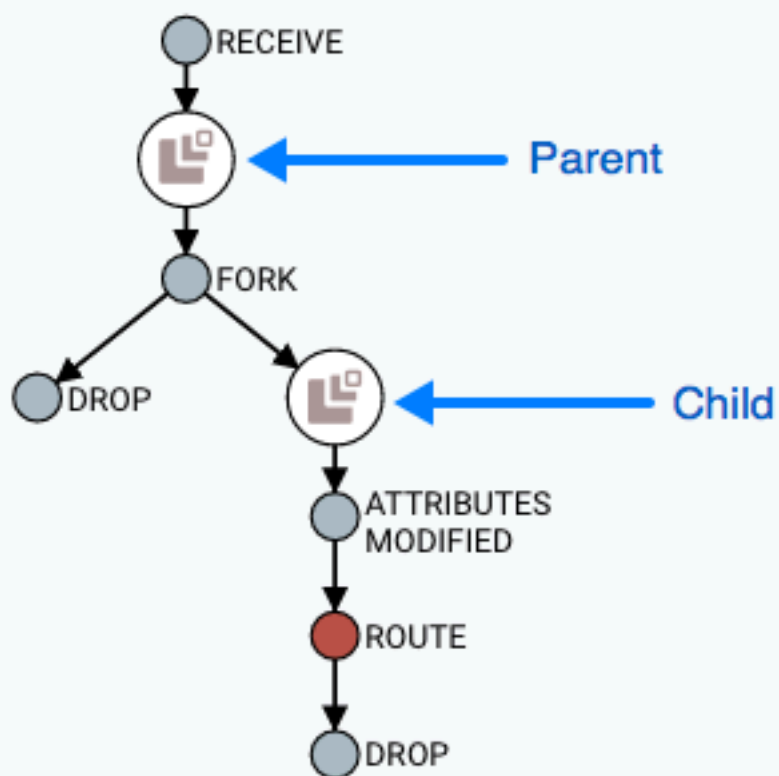 RECEIVE
Parent
FORK
DROP
Child
ATTRIBUTES
MODIFIED
ROUTE
DROP